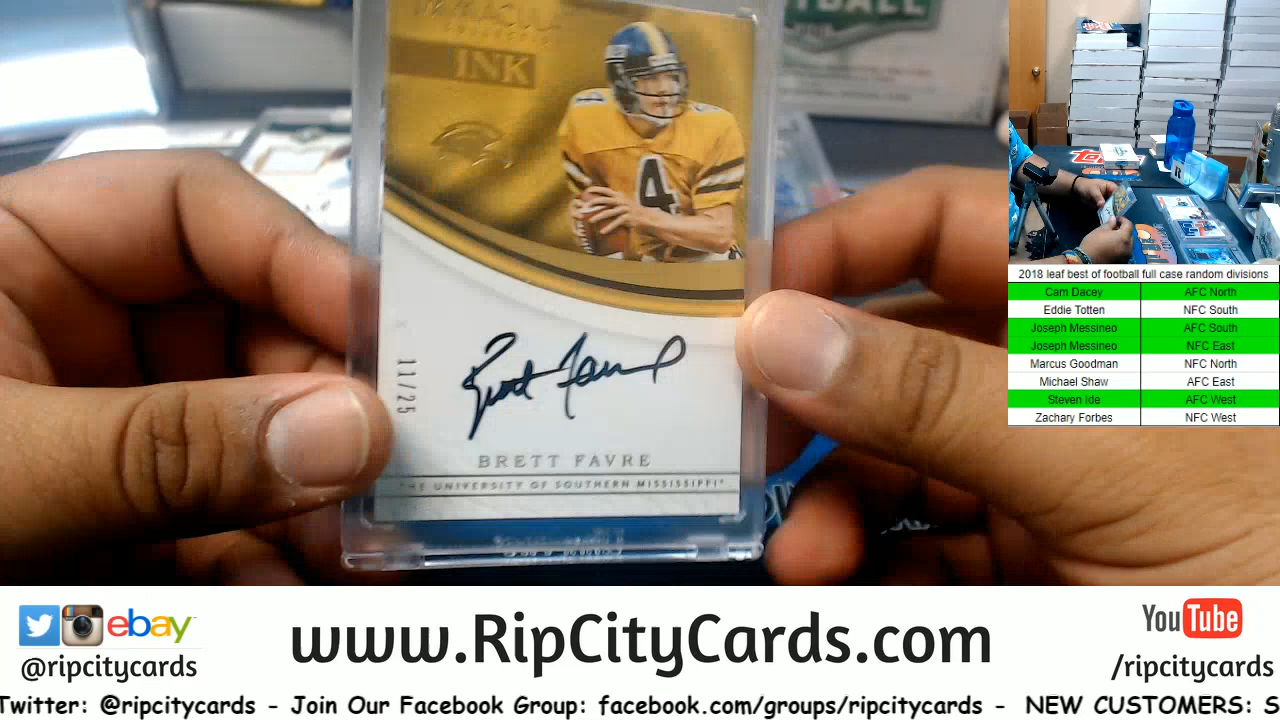 INK
4
11/25
Brett Favre
BRETT FAVRE
THE UNIVERSITY OF SOUTHERN MISSISSIPPI
2018 leaf best of football full case random divisions
Cam Dacey AFC North
Eddie Totten NFC South
Joseph Messineo AFC South
Joseph Messineo NFC East
Marcus Goodman NFC North
Michael Shaw AFC East
Steven Ide AFC West
Zachary Forbes NFC West
ebay
@ripcitycards
www.RipCityCards.com
YouTube
/ripcitycards
Twitter: @ripcitycards - Join Our Facebook Group: facebook.com/groups/ripcitycards - NEW CUSTOMERS: S